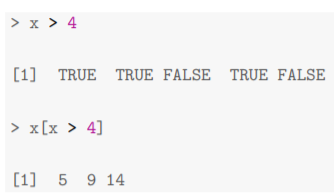 > x > 4
[1]  TRUE  TRUE FALSE  TRUE FALSE
> x[x > 4]
[1]  5  9 14